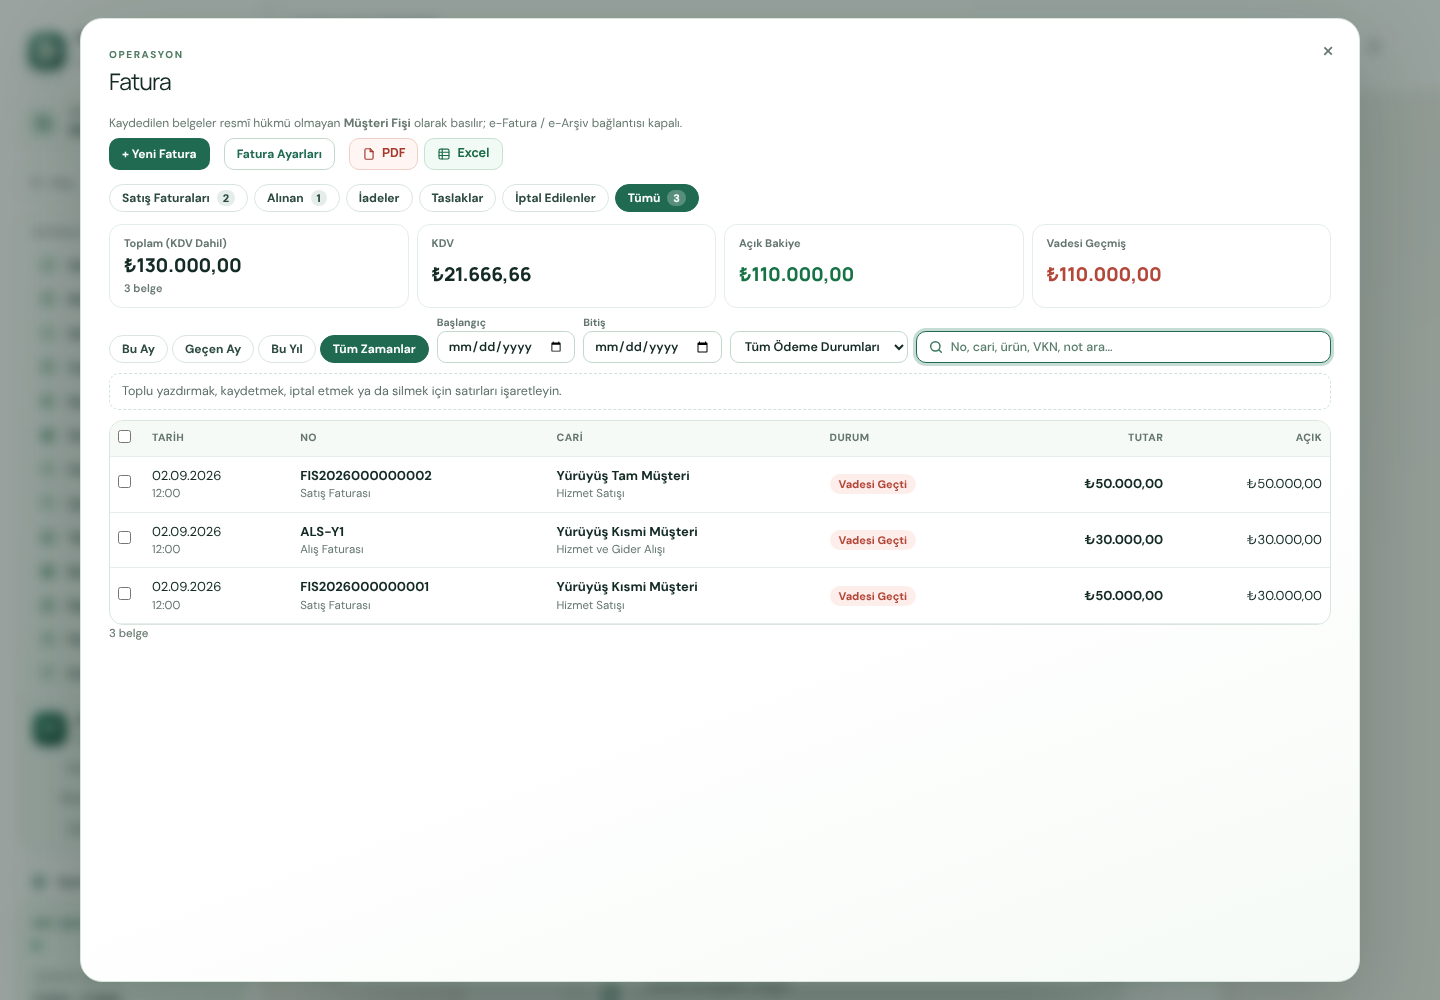 OPERASYON
Fatura
Kaydedilen belgeler resmî hükmü olmayan Müşteri Fişi olarak basılır; e-Fatura / e-Arşiv bağlantısı kapalı.
+ Yeni Fatura Fatura Ayarları PDF Excel
Satış Faturaları 2 Alınan 1 İadeler Taslaklar İptal Edilenler Tümü 3
Toplam (KDV Dahil) KDV Açık Bakiye Vadesi Geçmiş
₺130.000,00 ₺21.666,66 ₺110.000,00 ₺110.000,00
3 belge
Başlangıç Bitiş
Bu Ay Geçen Ay Bu Yıl Tüm Zamanlar mm/dd/yyyy mm/dd/yyyy Tüm Ödeme Durumları No, cari, ürün, VKN, not ara...
Toplu yazdırmak, kaydetmek, iptal etmek ya da silmek için satırları işaretleyin.
TARİH NO CARİ DURUM TUTAR AÇIK
02.09.2026 FIS2026000000002 Yürüyüş Tam Müşteri Vadesi Geçti ₺50.000,00 ₺50.000,00
12:00 Satış Faturası Hizmet Satışı
02.09.2026 ALS-Y1 Yürüyüş Kısmi Müşteri Vadesi Geçti ₺30.000,00 ₺30.000,00
12:00 Alış Faturası Hizmet ve Gider Alışı
02.09.2026 FIS2026000000001 Yürüyüş Kısmi Müşteri Vadesi Geçti ₺50.000,00 ₺30.000,00
12:00 Satış Faturası Hizmet Satışı
3 belge